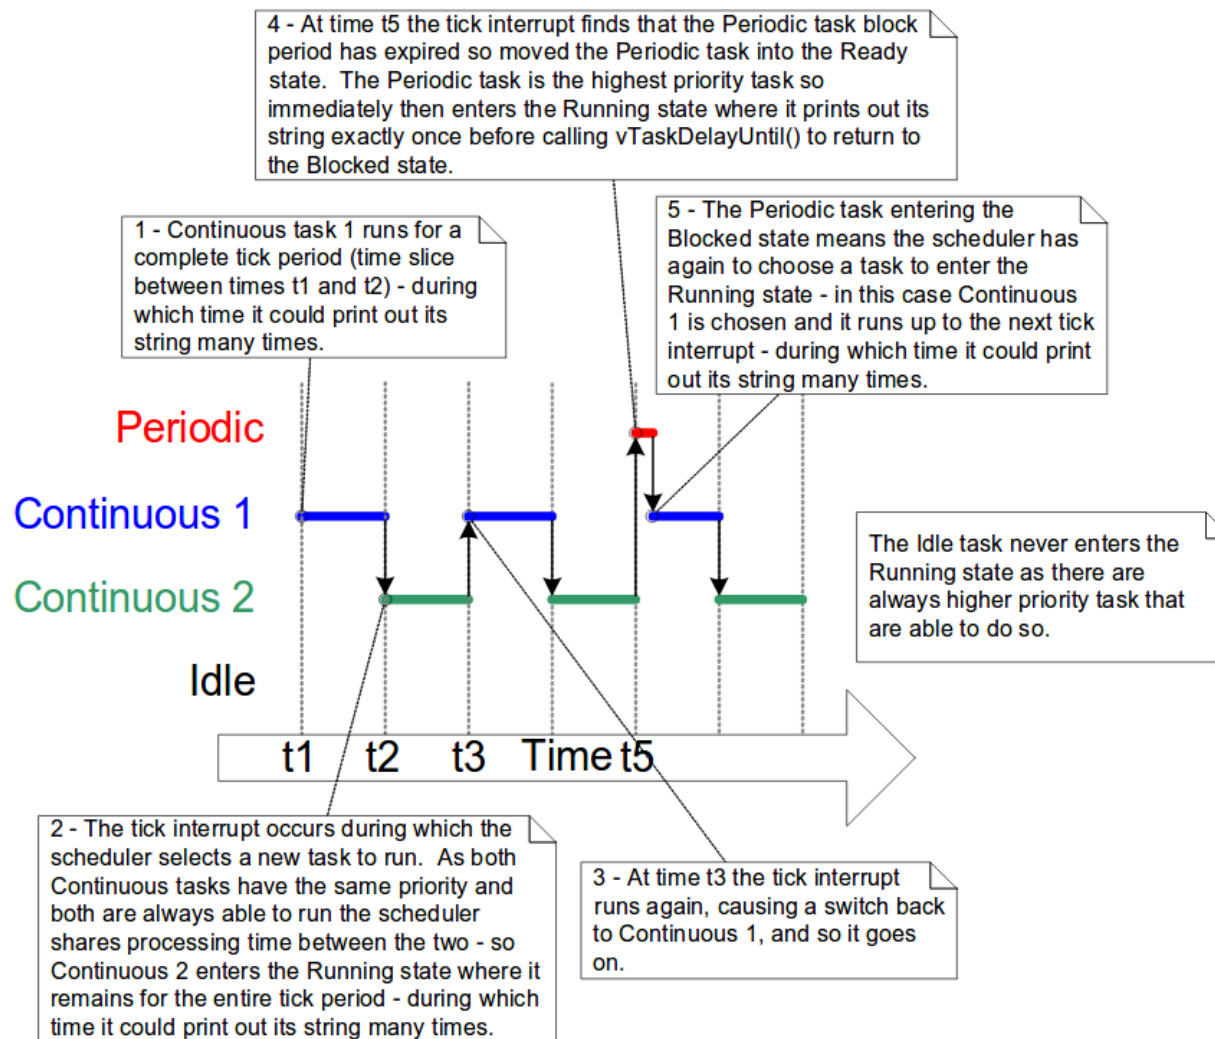 4 - At time t5 the tick interrupt finds that the Periodic task block
period has expired so moved the Periodic task into the Ready
state.  The Periodic task is the highest priority task so
immediately then enters the Running state where it prints out its
string exactly once before calling vTaskDelayUntil() to return to
the Blocked state.
1 - Continuous task 1 runs for a
complete tick period (time slice
between times t1 and t2) - during
which time it could print out its
string many times.
5 - The Periodic task entering the
Blocked state means the scheduler has
again to choose a task to enter the
Running state - in this case Continuous
1 is chosen and it runs up to the next tick
interrupt - during which time it could print
out its string many times.
Periodic
Continuous 1
Continuous 2
Idle
The Idle task never enters the
Running state as there are
always higher priority task that
are able to do so.
t1 t2 t3 Time t5
2 - The tick interrupt occurs during which the
scheduler selects a new task to run.  As both
Continuous tasks have the same priority and
both are always able to run the scheduler
shares processing time between the two - so
Continuous 2 enters the Running state where it
remains for the entire tick period - during which
time it could print out its string many times.
3 - At time t3 the tick interrupt
runs again, causing a switch back
to Continuous 1, and so it goes
on.